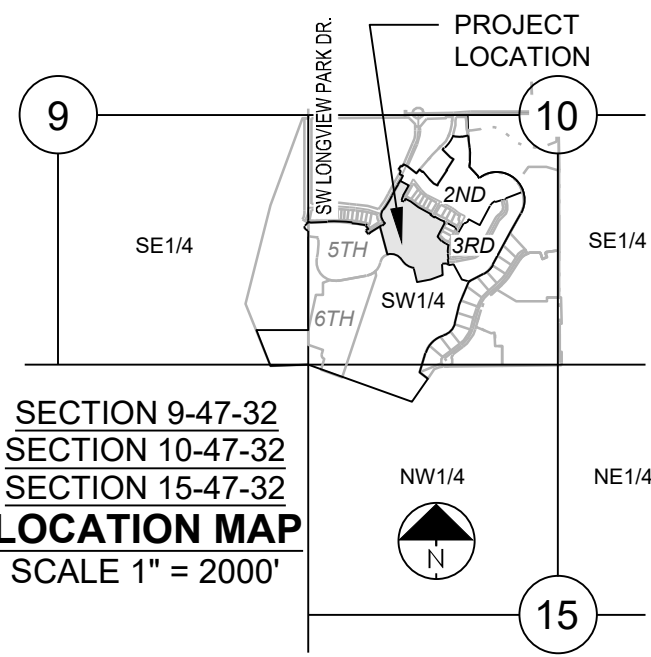 PROJECT
LOCATION
SW LONGVIEW PARK DR.
9
10
2ND
SE1/4
5TH
3RD
SE1/4
SW1/4
6TH
SECTION 9-47-32
SECTION 10-47-32
SECTION 15-47-32
LOCATION MAP
SCALE 1" = 2000'
NW1/4
NE1/4
N
15